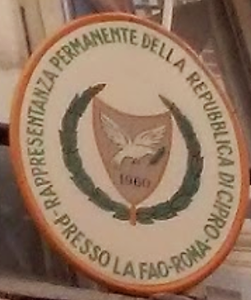 RAPPRESENTANZA PERMANENTE DELLA REPUBBLICA DI CIPRO-
-PRESSO LA FAO-ROMA-
1960